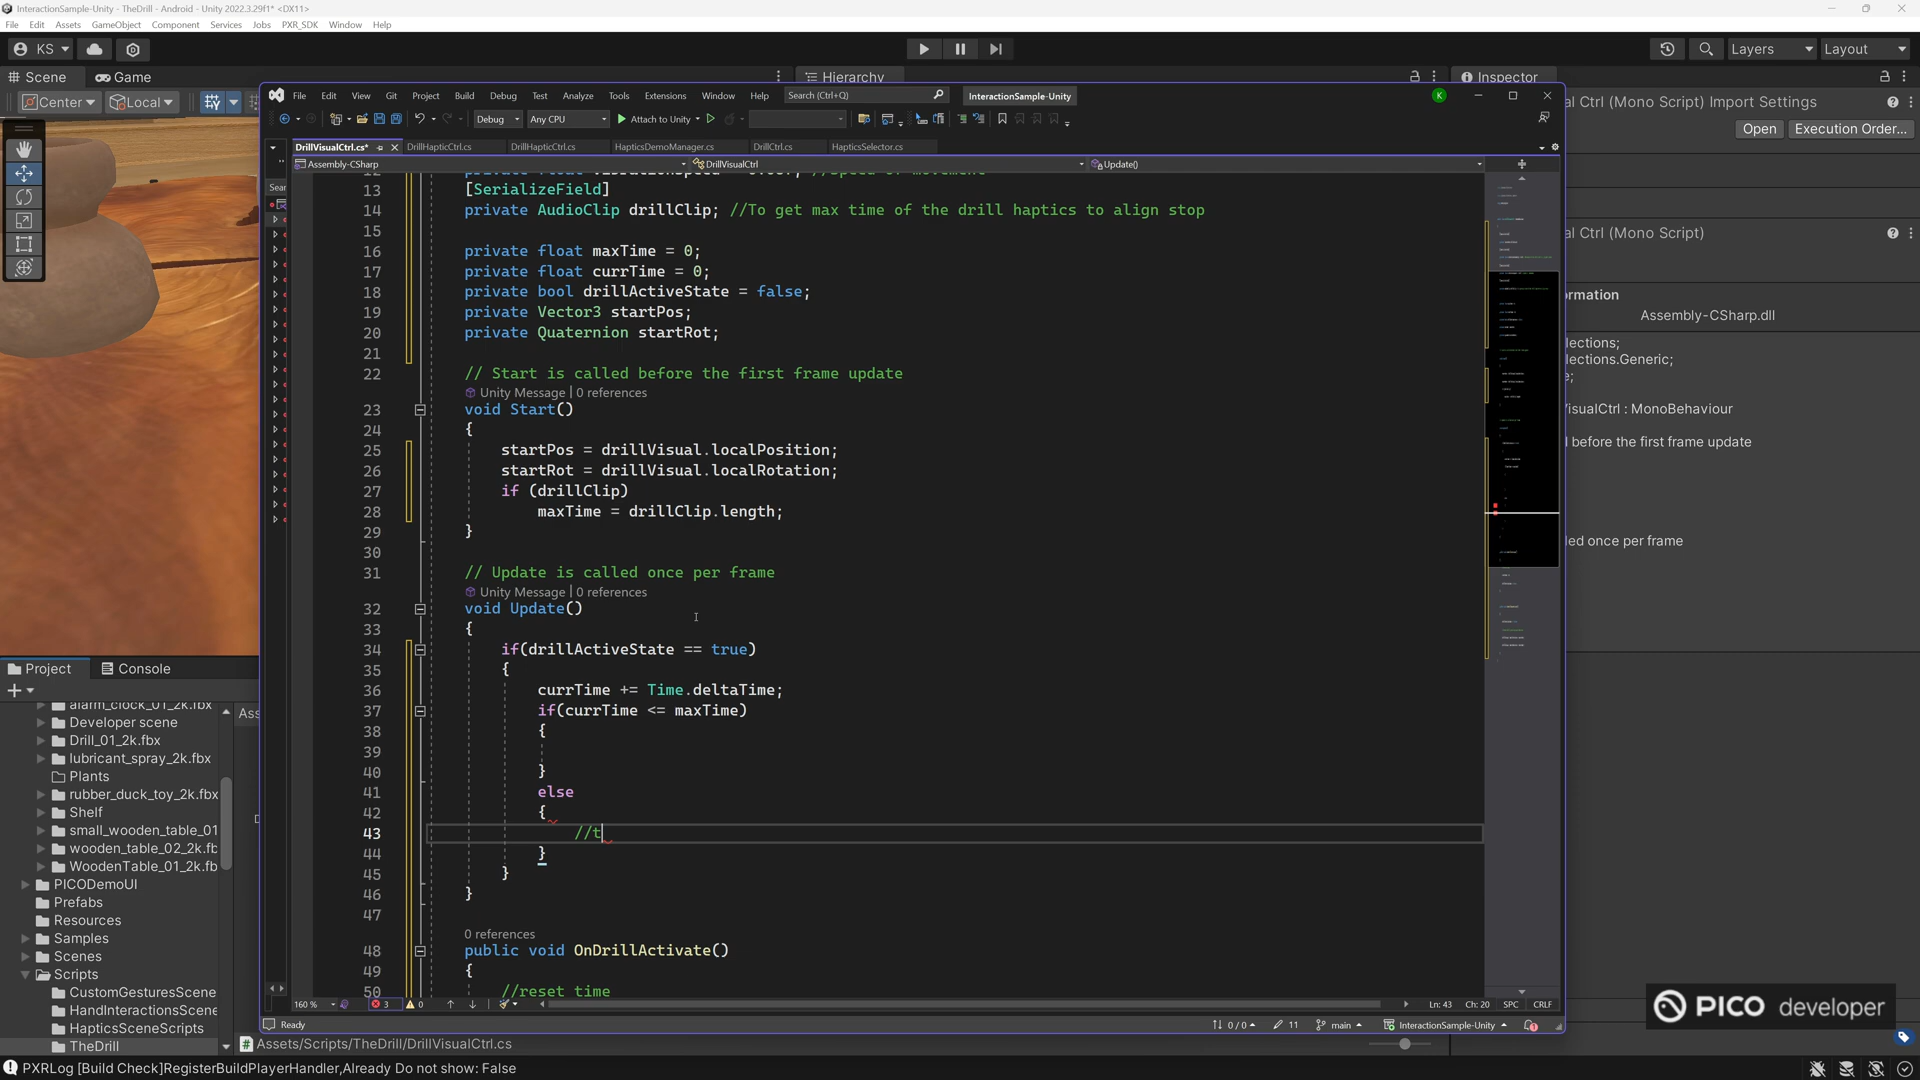 InteractionSample-Unity - TheDrill - Android - Unity 2022.3.29f1* <DX11>
File Edit Assets GameObject Component Services Jobs PXR_SDK Window Help
KS
Layers Layout
Scene Game Hierarchy Inspector
Center Local
File Edit View Git Project Build Debug Test Analyze Tools Extensions Window Help Search (Ctrl+Q) InteractionSample-Unity K
al Ctrl (Mono Script) Import Settings
Debug Any CPU Attach to Unity
Open Execution Order...
DrillVisualCtrl.cs* DrillHapticCtrl.cs DrillHapticCtrl.cs HapticsDemoManager.cs DrillCtrl.cs HapticsSelector.cs
Assembly-CSharp DrillVisualCtrl Update()
Sear
13 [SerializeField]
14 private AudioClip drillClip; //To get max time of the drill haptics to align stop
15
16 private float maxTime = 0;
17 private float currTime = 0;
18 private bool drillActiveState = false;
19 private Vector3 startPos;
20 private Quaternion startRot;
21
22 // Start is called before the first frame update
Unity Message | 0 references
23 void Start()
24 {
25 startPos = drillVisual.localPosition;
26 startRot = drillVisual.localRotation;
27 if (drillClip)
28 maxTime = drillClip.length;
29 }
30
31 // Update is called once per frame
Unity Message | 0 references
32 void Update()
33 {
34 if(drillActiveState == true)
35 {
36 currTime += Time.deltaTime;
37 if(currTime <= maxTime)
38 {
39
40 }
41 else
42 {
43 //t
44 }
45 }
46 }
47
0 references
48 public void OnDrillActivate()
49 {
50 //reset time
160 % 3 0 Ln: 43 Ch: 20 SPC CRLF
Ready 0 / 0 11 main InteractionSample-Unity 1
al Ctrl (Mono Script)
rmation
Assembly-CSharp.dll
lections;
lections.Generic;
e;
isualCtrl : MonoBehaviour
d before the first frame update
led once per frame
Project Console
Ass
alarm_clock_01_2k.fbx
Developer scene
Drill_01_2k.fbx
lubricant_spray_2k.fbx
Plants
rubber_duck_toy_2k.fbx
Shelf
small_wooden_table_01
wooden_table_02_2k.fb
WoodenTable_01_2k.fb
PICODemoUI
Prefabs
Resources
Samples
Scenes
Scripts
CustomGesturesScene
HandInteractionsScene
HapticsSceneScripts
TheDrill
Assets/Scripts/TheDrill/DrillVisualCtrl.cs
PICO developer
PXRLog [Build Check]RegisterBuildPlayerHandler,Already Do not show: False